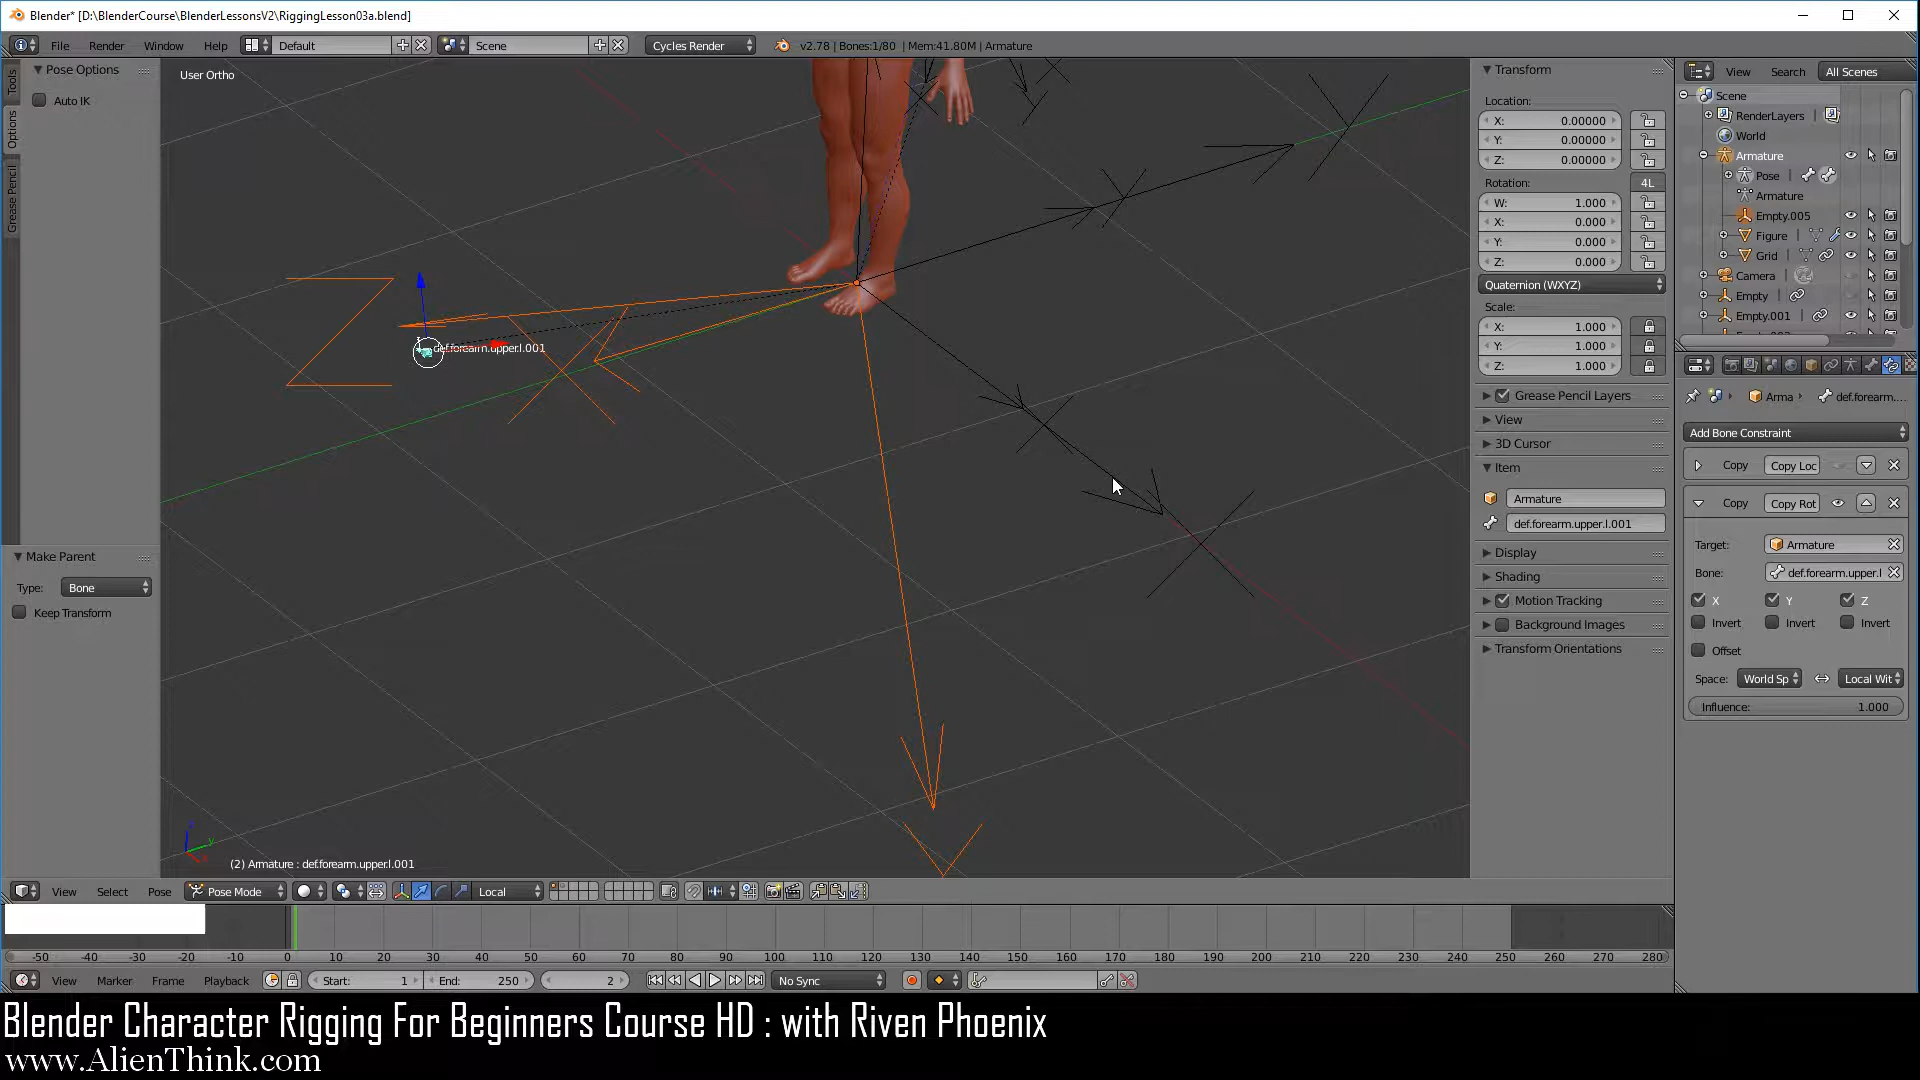 Blender* [D:\BlenderCourse\BlenderLessonsV2\RiggingLesson03a.blend]
File Render Window Help Default Scene Cycles Render v2.78 | Bones:1/80 | Mem:41.80M | Armature
Tools
Options
Grease Pencil
Pose Options
Auto IK
Make Parent
Type: Bone
Keep Transform
User Ortho
def.forearm.upper.l.001
(2) Armature : def.forearm.upper.l.001
Transform
Location:
X: 0.00000
Y: 0.00000
Z: 0.00000
Rotation: 4L
W: 1.000
X: 0.000
Y: 0.000
Z: 0.000
Quaternion (WXYZ)
Scale:
X: 1.000
Y: 1.000
Z: 1.000
Grease Pencil Layers
View
3D Cursor
Item
Armature
def.forearm.upper.l.001
Display
Shading
Motion Tracking
Background Images
Transform Orientations
View Search All Scenes
Scene
RenderLayers
World
Armature
Pose
Armature
Empty.005
Figure
Grid
Camera
Empty
Empty.001
Arma def.forearm....
Add Bone Constraint
Copy Copy Loc
Copy Copy Rot
Target: Armature
Bone: def.forearm.upper.l
X Y Z
Invert Invert Invert
Offset
Space: World Sp Local Wit
Influence: 1.000
View Select Pose Pose Mode Local
-50 -40 -30 -20 -10 0 10 20 30 40 50 60 70 80 90 100 110 120 130 140 150 160 170 180 190 200 210 220 230 240 250 260 270 280
View Marker Frame Playback Start: 1 End: 250 2 No Sync
Blender Character Rigging For Beginners Course HD : with Riven Phoenix
www.AlienThink.com